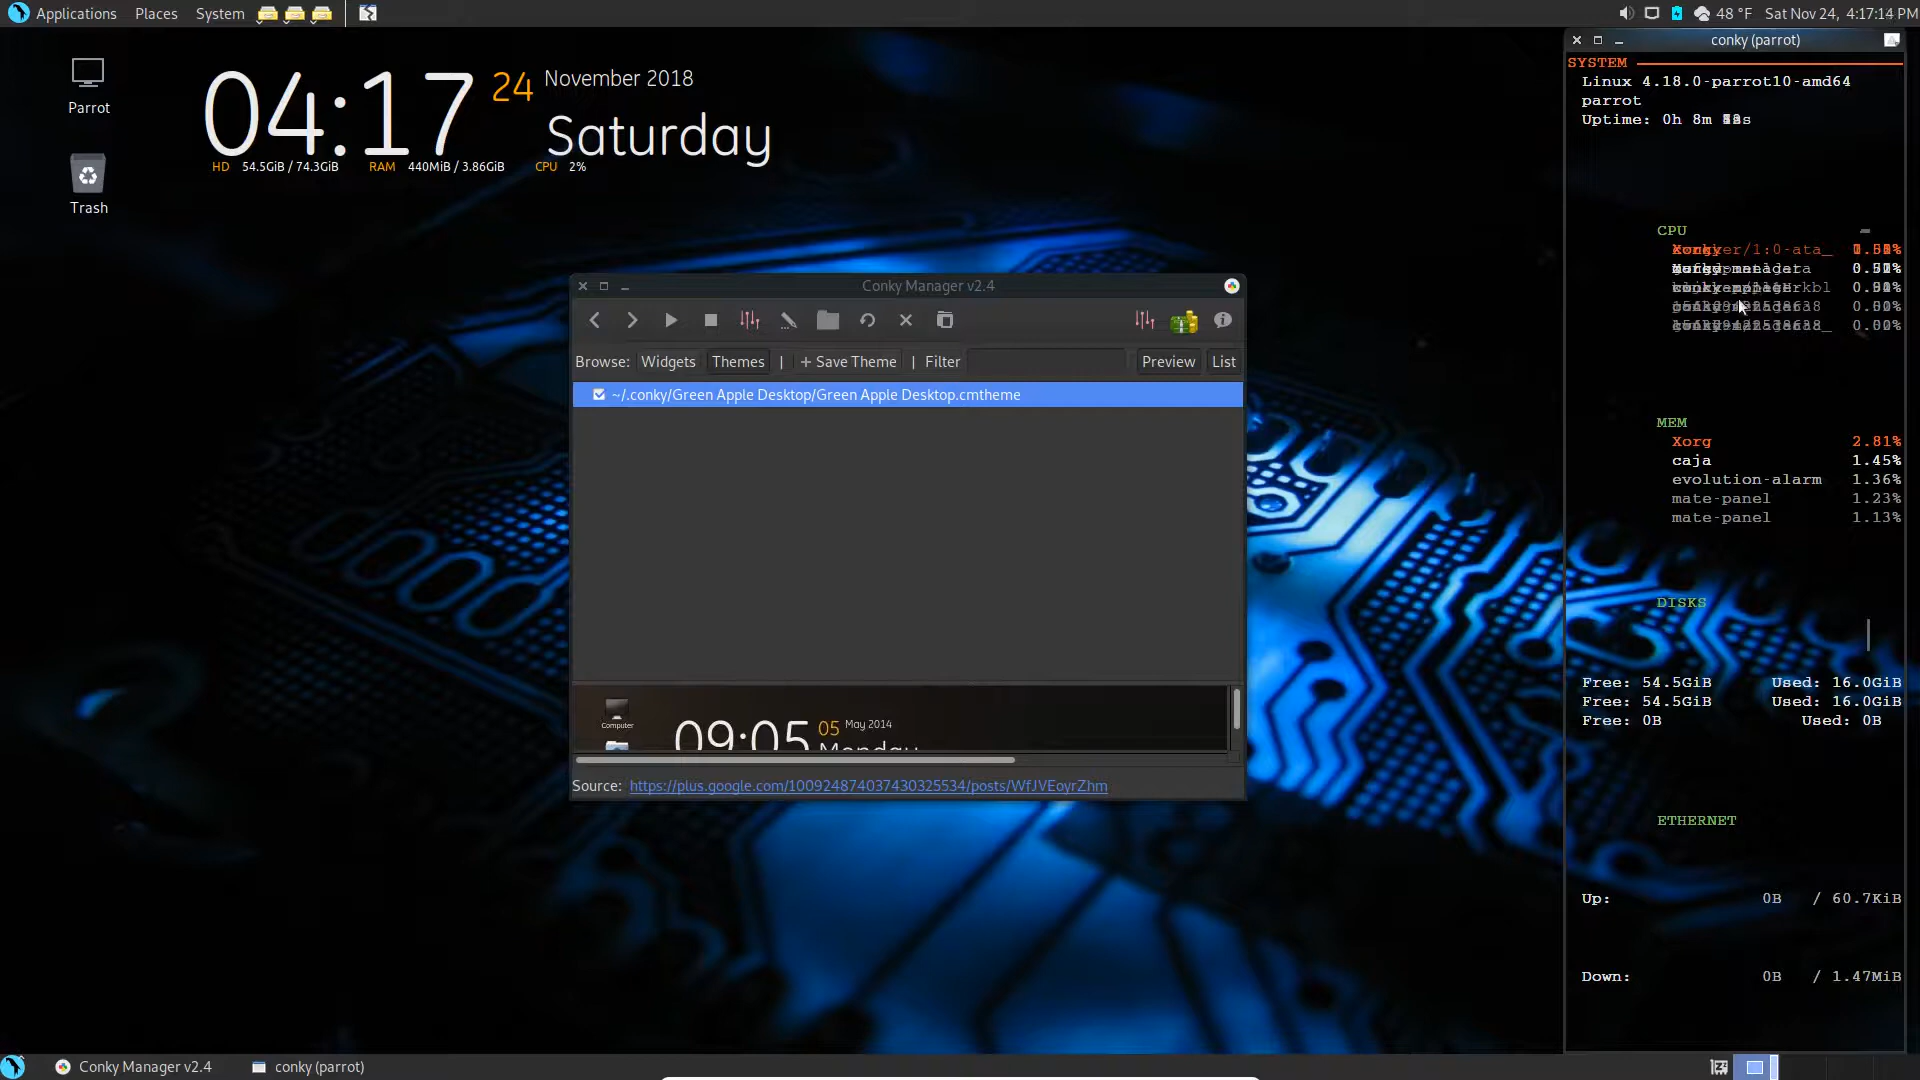 Applications Places System
48 °F Sat Nov 24, 4:17:14 PM
Parrot
Trash
04:17 24 November 2018
Saturday
HD 54.5GiB / 74.3GiB RAM 440MiB / 3.86GiB CPU 2%
Conky Manager v2.4
Browse: Widgets Themes | + Save Theme | Filter Preview List
~/.conky/Green Apple Desktop/Green Apple Desktop.cmtheme
Computer
09:05 05 May 2014
Monday
Source: https://plus.google.com/100924874037430325534/posts/WfJVEoyrZhm
conky (parrot)
SYSTEM
Linux 4.18.0-parrot10-amd64
parrot
Uptime: 0h 8m
CPU
MEM
Xorg 2.81%
caja 1.45%
evolution-alarm 1.36%
mate-panel 1.23%
mate-panel 1.13%
DISKS
Free: 54.5GiB Used: 16.0GiB
Free: 54.5GiB Used: 16.0GiB
Free: 0B Used: 0B
ETHERNET
Up: 0B / 60.7KiB
Down: 0B / 1.47MiB
Conky Manager v2.4 conky (parrot)